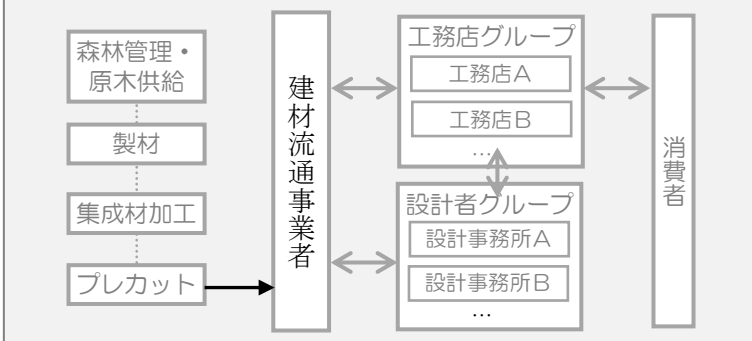 森林管理・
原木供給
製材
集成材加工
プレカット
建材流通事業者
工務店グループ
工務店A
工務店B
…
設計者グループ
設計事務所A
設計事務所B
…
消費者